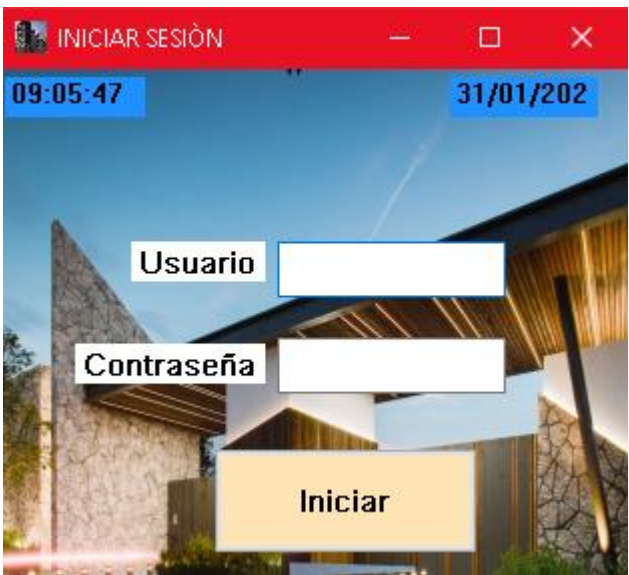 INICIAR SESIÒN
09:05:47 31/01/202
Usuario
Contraseña
Iniciar